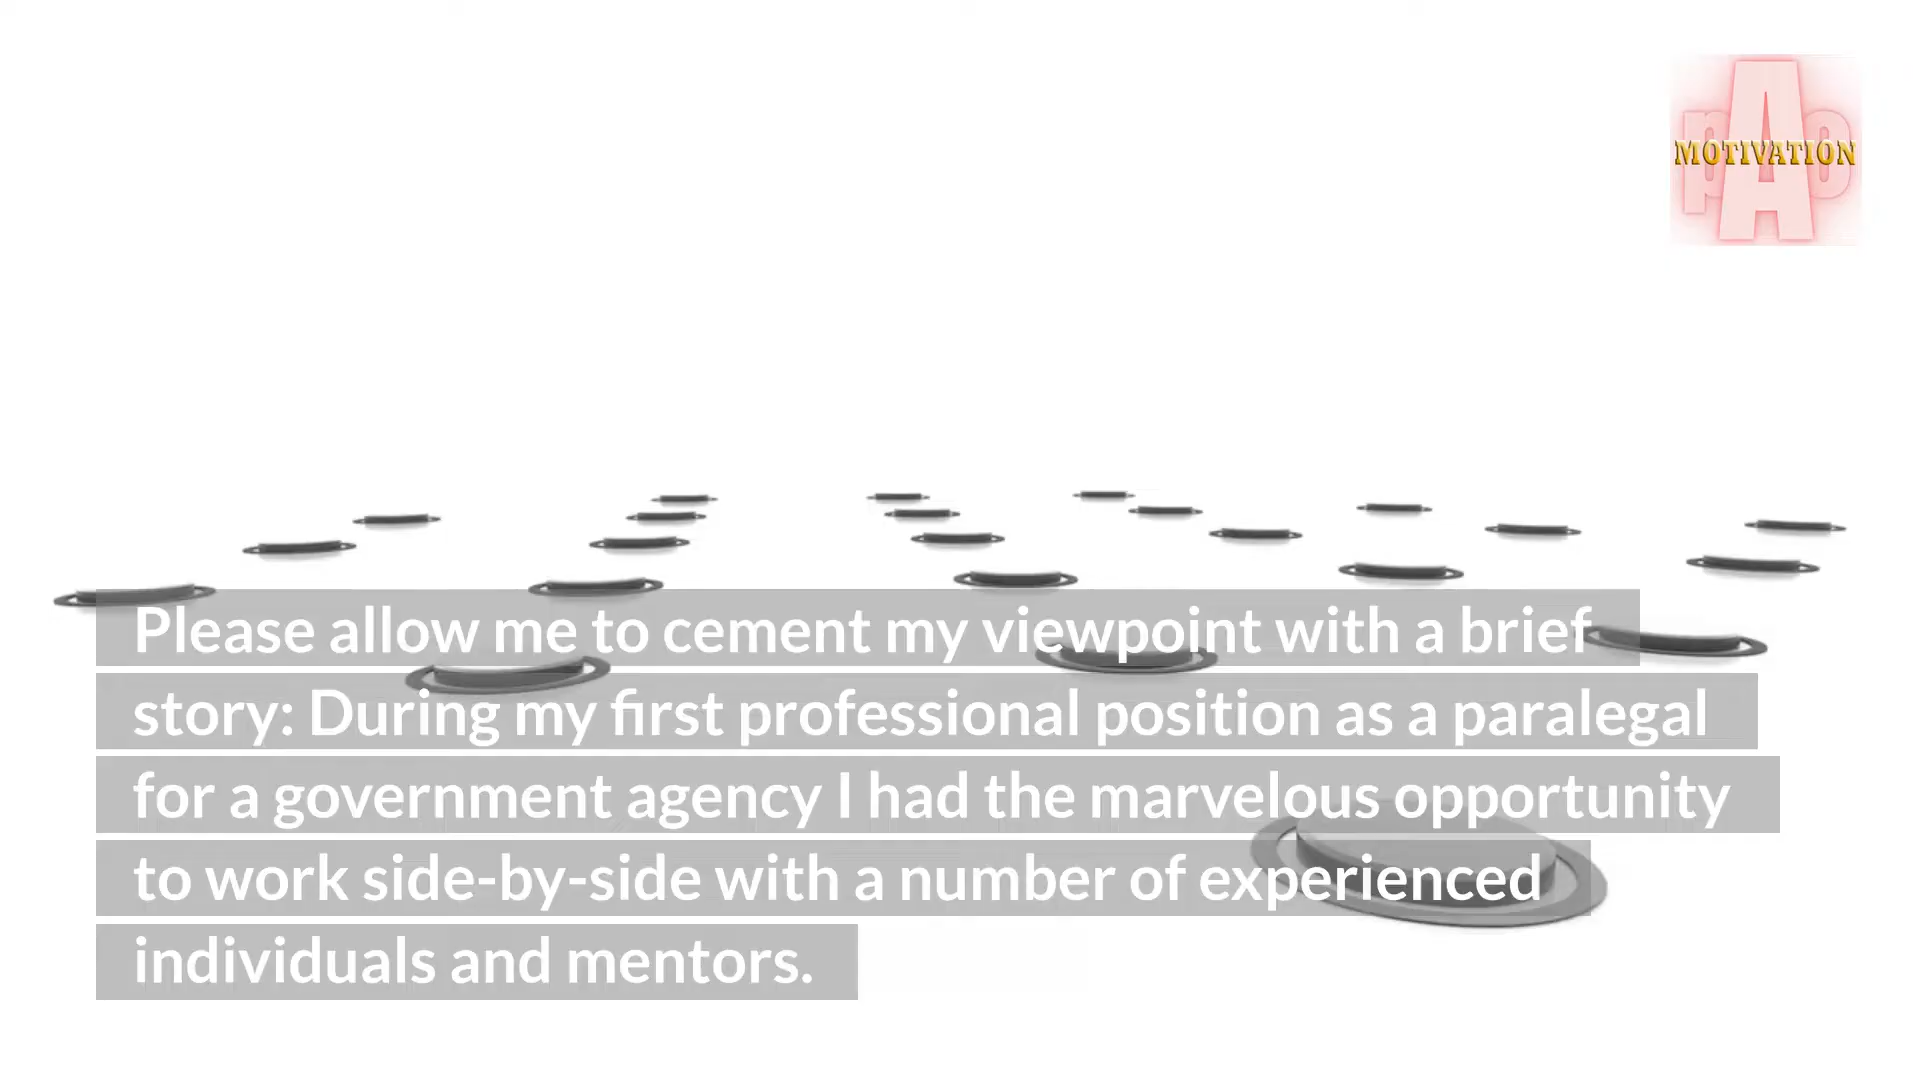 pAo
MOTIVATION
Please allow me to cement my viewpoint with a brief
story: During my first professional position as a paralegal
for a government agency I had the marvelous opportunity
to work side-by-side with a number of experienced
individuals and mentors.